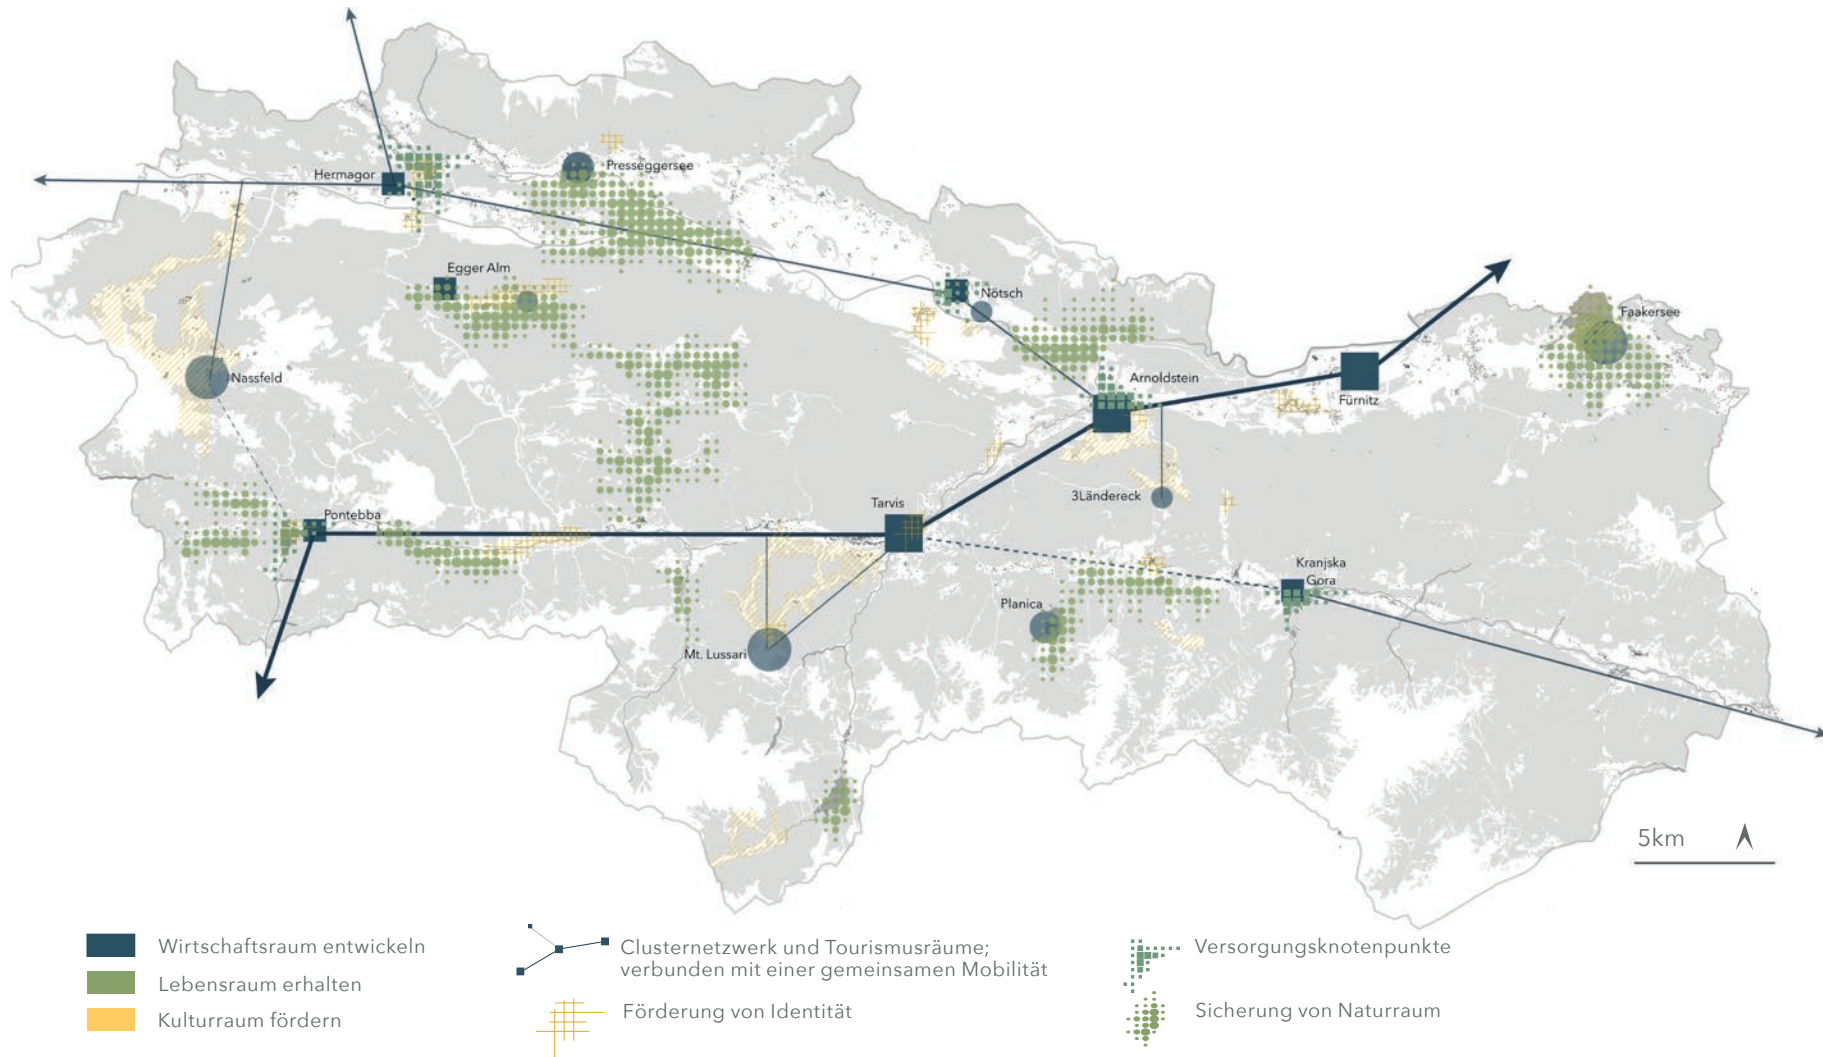 Presseggersee
Hermagor
Egger Alm
Nötsch
Faakersee
Nassfeld
Arnoldstein
Fürnitz
3Ländereck
Tarvis
Pontebba
Kranjska
Gora
Planica
Mt. Lussari
5km
Wirtschaftsraum entwickeln
Lebensraum erhalten
Kulturraum fördern
Clusternetzwerk und Tourismusräume;
verbunden mit einer gemeinsamen Mobilität
Förderung von Identität
Versorgungsknotenpunkte
Sicherung von Naturraum